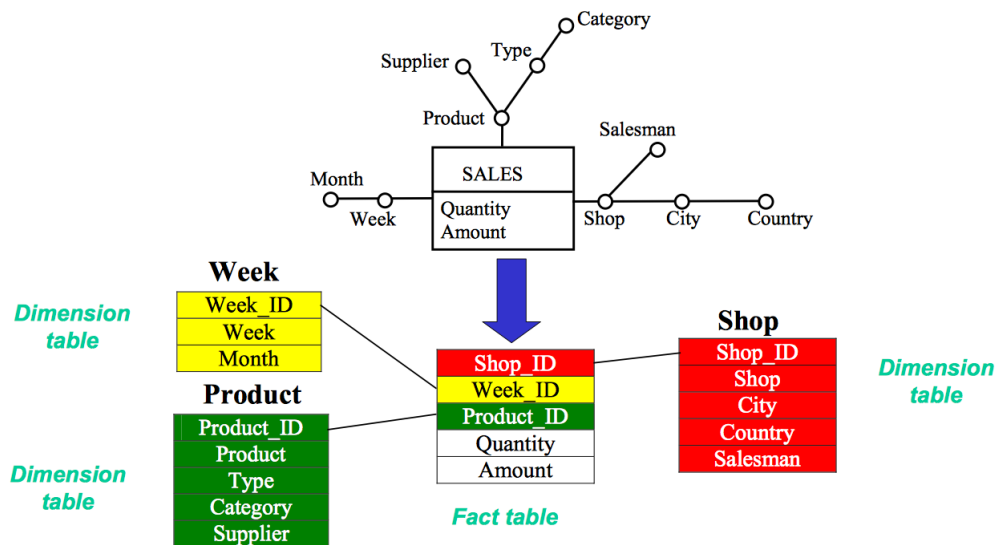 Category
Type
Supplier
Product
Salesman
SALES
Month
Week
Quantity
Amount
Shop
City
Country
Week
Dimension
table
Week_ID
Week
Month
Product
Dimension
table
Product_ID
Product
Type
Category
Supplier
Shop_ID
Week_ID
Product_ID
Quantity
Amount
Fact table
Shop
Shop_ID
Shop
City
Country
Salesman
Dimension
table